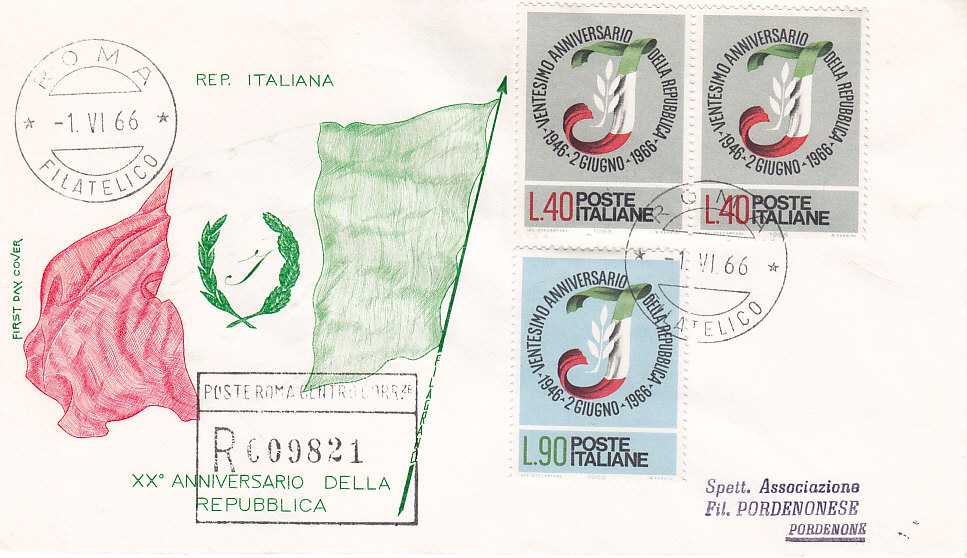 ROMA
-1. VI 66
* *
FILATELICO
REP. ITALIANA
FIRST DAY COVER
POSTE ROMA CENTRO CORRZE
R 009821
XX° ANNIVERSARIO DELLA
REPUBBLICA
VENTESIMO ANNIVERSARIO DELLA REPUBBLICA
1946 - 2 GIUGNO - 1966
L.40 POSTE
ITALIANE
VENTESIMO ANNIVERSARIO DELLA REPUBBLICA
1946 - 2 GIUGNO - 1966
L.40 POSTE
ITALIANE
ROMA
* -1. VI 66 *
FILATELICO
VENTESIMO ANNIVERSARIO DELLA REPUBBLICA
1946 - 2 GIUGNO - 1966
L.90 POSTE
ITALIANE
Spett. Associazione
Fil. PORDENONESE
PORDENONE